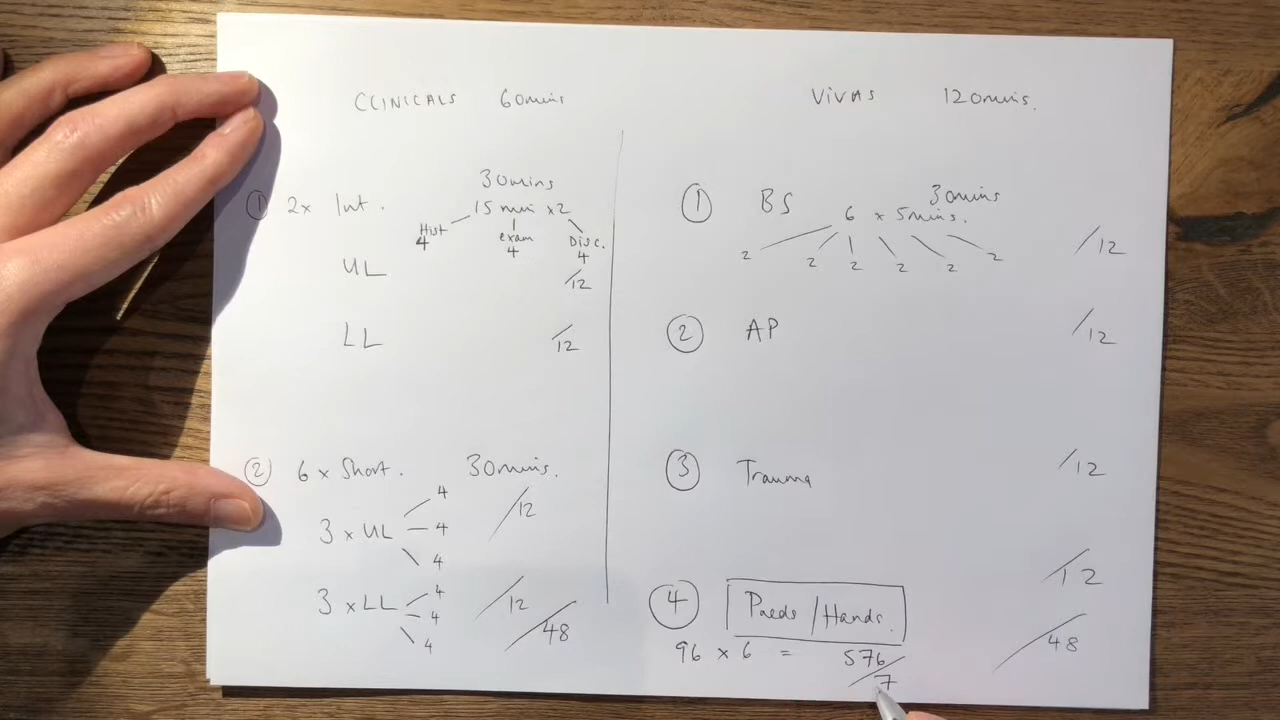 CLINICALS 60mins
30mins
① 2x Int. 15 min x2
Hist exam Disc.
4 4 4
UL /12
LL /12
② 6 x Short. 30mins.
/12
4
3 x UL 4
4
4
3 x LL 4
4
/12
/48
VIVAS 120mins.
① BS 30mins
6 x 5mins.
2 2 2 2 2 2 /12
② AP /12
③ Trauma /12
/12
④ Paeds/Hands.
/48
96 x 6 = 576
/7